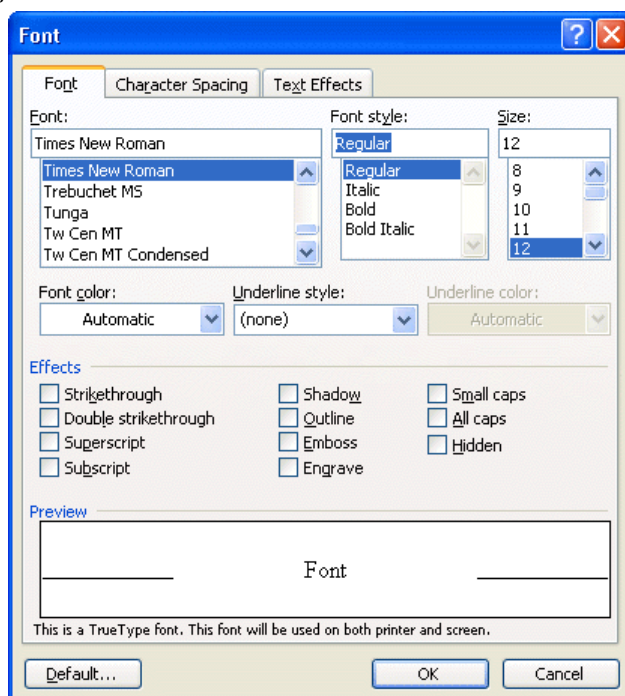 Font
Font Character Spacing Text Effects
Font: Font style: Size:
Times New Roman Regular 12
Times New Roman Regular 8
Trebuchet MS Italic 9
Tunga Bold 10
Tw Cen MT Bold Italic 11
Tw Cen MT Condensed 12
Font color: Underline style: Underline color:
Automatic (none) Automatic
Effects
Strikethrough Shadow Small caps
Double strikethrough Outline All caps
Superscript Emboss Hidden
Subscript Engrave
Preview
Font
This is a TrueType font. This font will be used on both printer and screen.
Default... OK Cancel